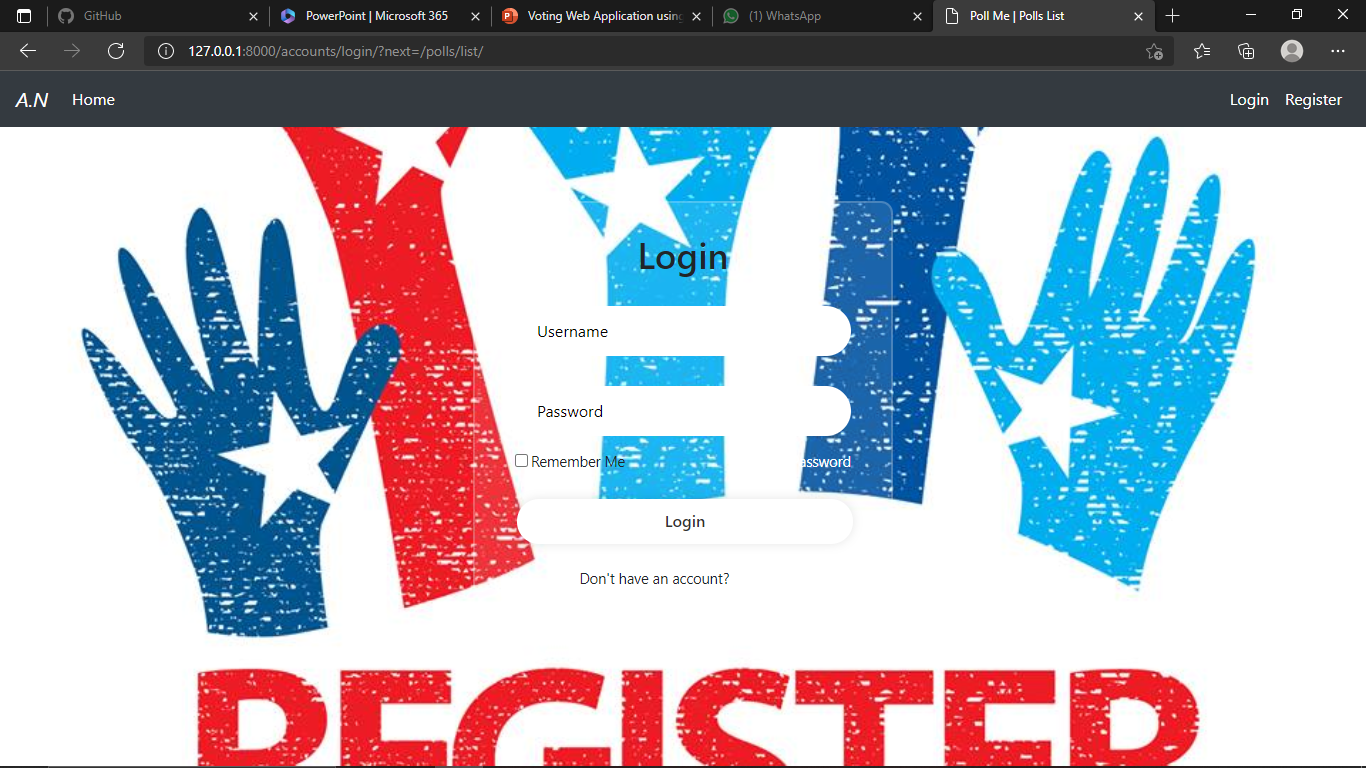 GitHub
PowerPoint | Microsoft 365
Voting Web Application using
(1) WhatsApp
Poll Me | Polls List
127.0.0.1:8000/accounts/login/?next=/polls/list/
A.N Home Login Register
Login
Username
Password
Remember Me assword
Login
Don't have an account?
REGISTER